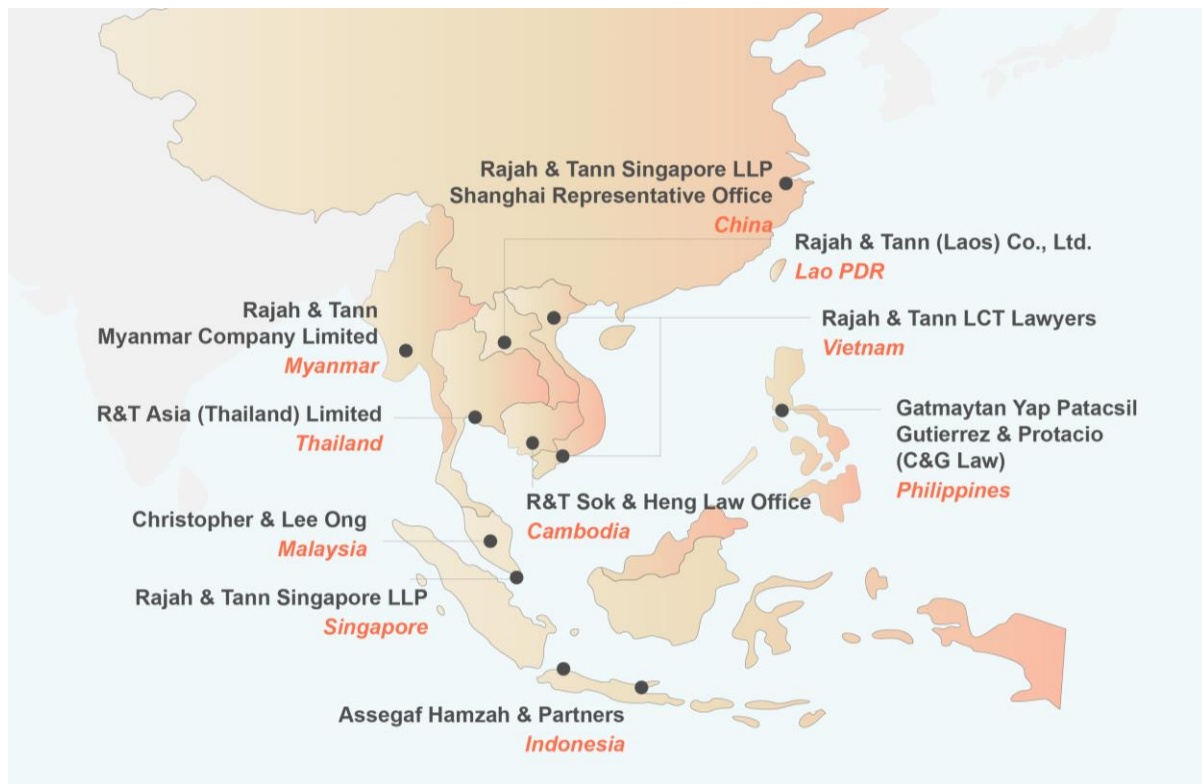 Rajah & Tann Singapore LLP
Shanghai Representative Office
China
Rajah & Tann (Laos) Co., Ltd.
Lao PDR
Rajah & Tann
Myanmar Company Limited
Myanmar
Rajah & Tann LCT Lawyers
Vietnam
R&T Asia (Thailand) Limited
Thailand
Gatmaytan Yap Patacsil
Gutierrez & Protacio
(C&G Law)
Philippines
R&T Sok & Heng Law Office
Cambodia
Christopher & Lee Ong
Malaysia
Rajah & Tann Singapore LLP
Singapore
Assegaf Hamzah & Partners
Indonesia